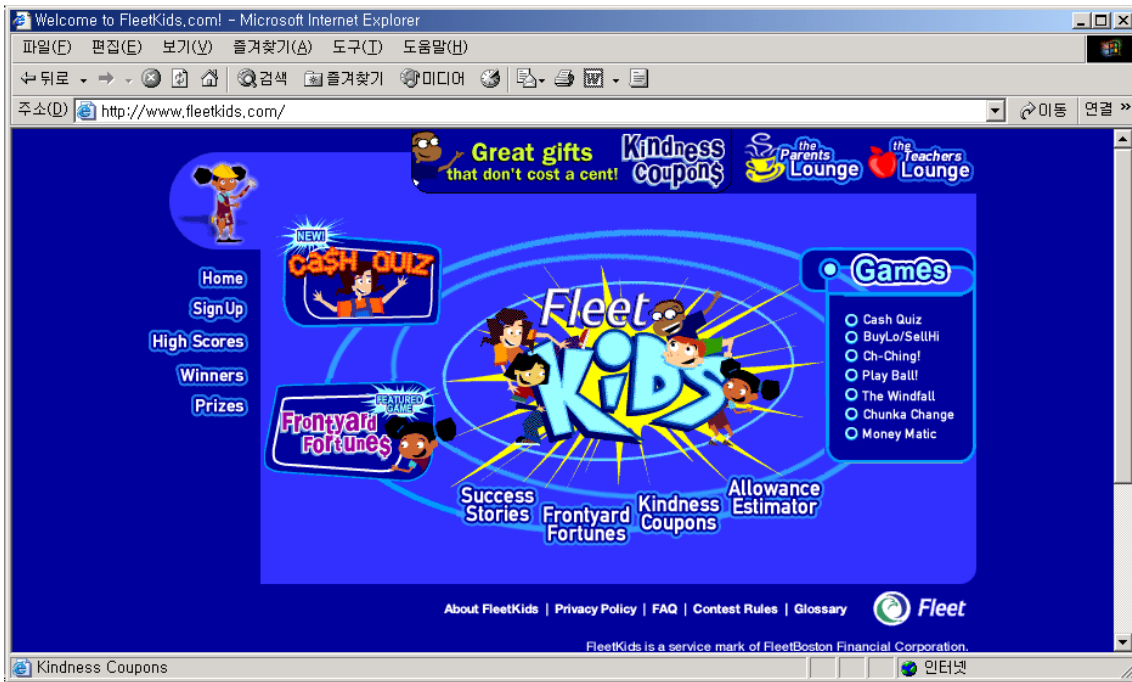 Welcome to FleetKids.com! - Microsoft Internet Explorer
파일(F) 편집(E) 보기(V) 즐겨찾기(A) 도구(T) 도움말(H)
뒤로 검색 즐겨찾기 미디어
주소(D) http://www.fleetkids.com/ 이동 연결 »
Great gifts
that don't cost a cent!
Kindness
Coupon$
the
Parents
Lounge
the
Teachers
Lounge
Home
Sign Up
High Scores
Winners
Prizes
NEW!
Ca$H QUIZ
FEATURED
GAME
Frontyard
Fortune$
Fleet
KiDS
Games
Cash Quiz
BuyLo/SellHi
Ch-Ching!
Play Ball!
The Windfall
Chunka Change
Money Matic
Success
Stories
Frontyard
Fortunes
Kindness
Coupons
Allowance
Estimator
About FleetKids | Privacy Policy | FAQ | Contest Rules | Glossary
Fleet
FleetKids is a service mark of FleetBoston Financial Corporation.
Kindness Coupons 인터넷